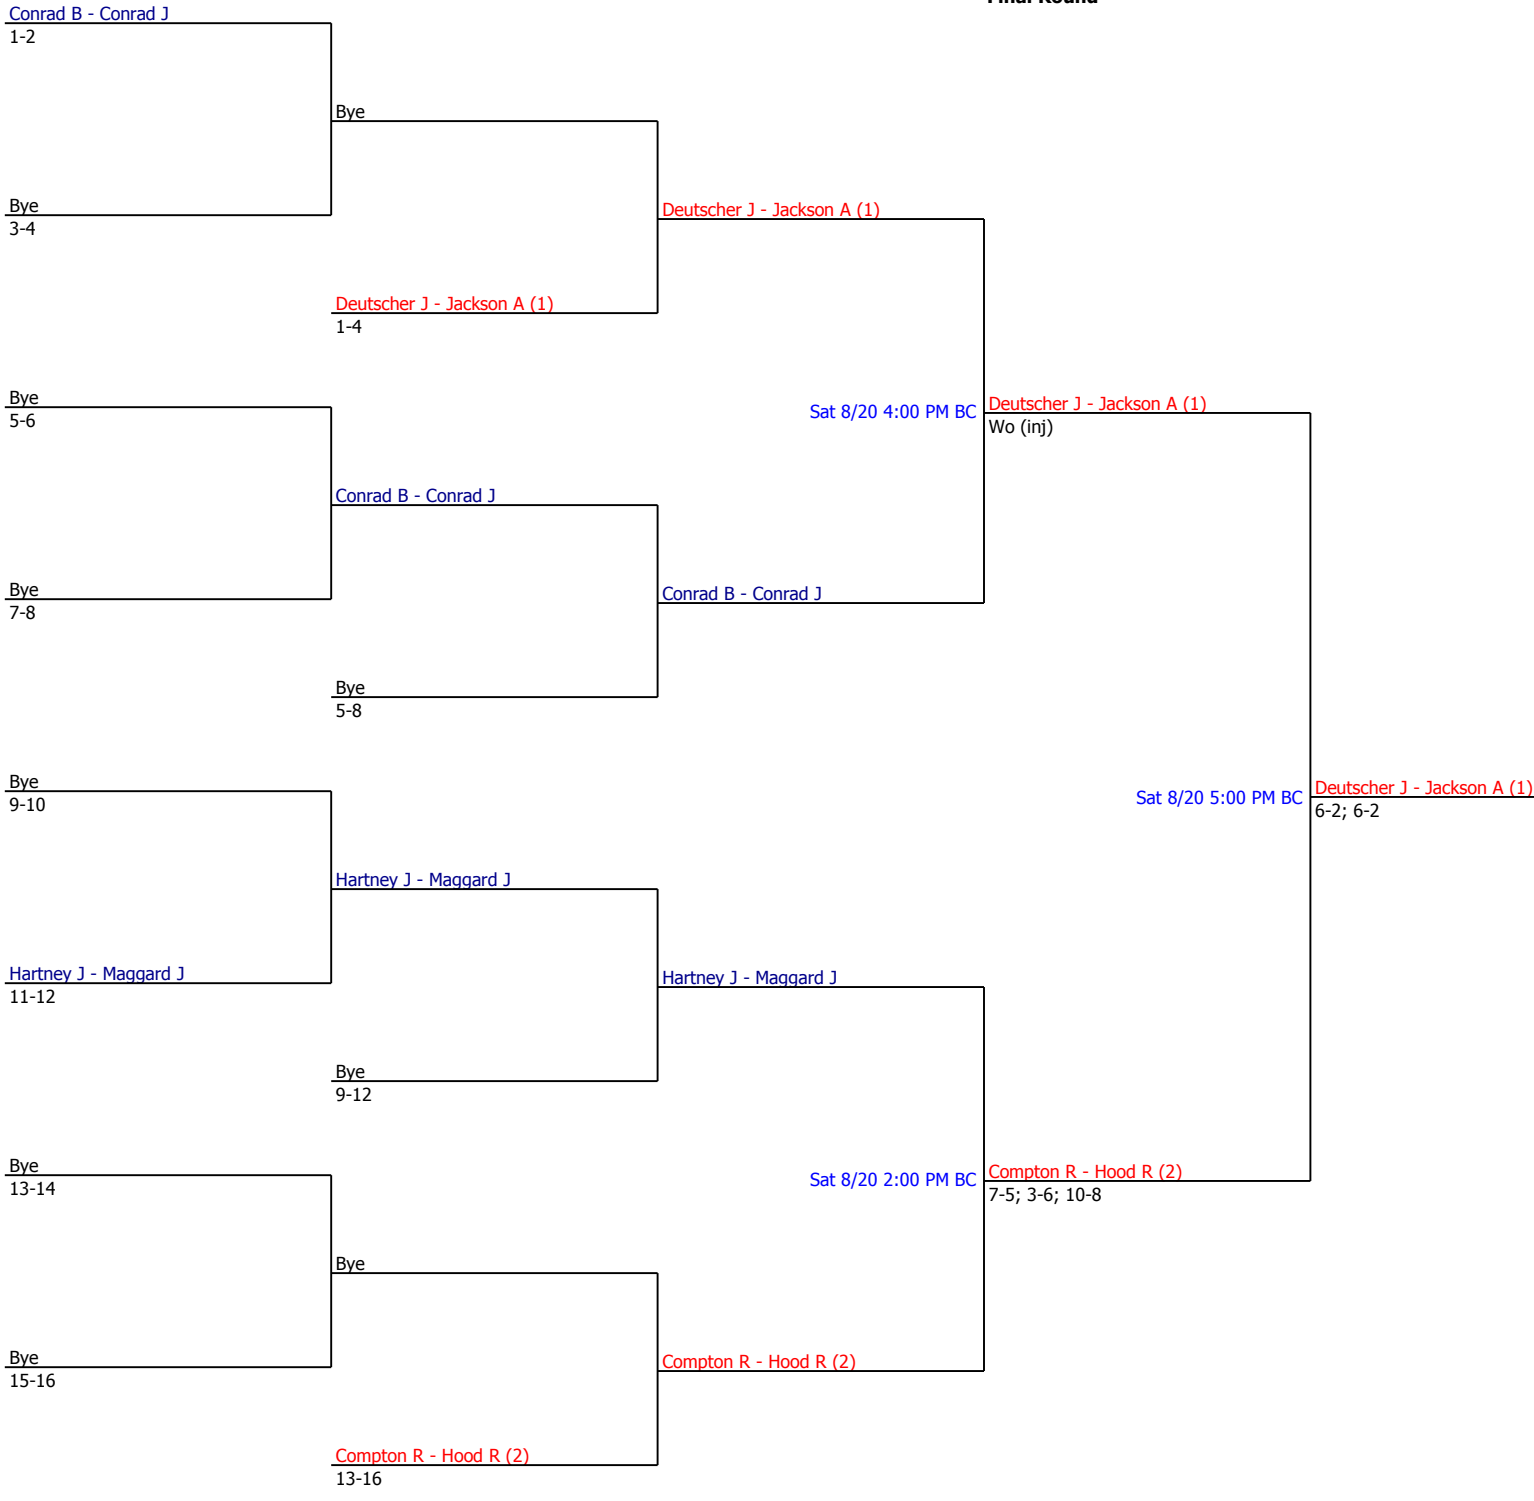 Final Round
Conrad B - Conrad J
1-2
Bye
Bye
3-4
Deutscher J - Jackson A (1)
Deutscher J - Jackson A (1)
1-4
Bye
5-6
Sat 8/20 4:00 PM BC
Deutscher J - Jackson A (1)
Wo (inj)
Conrad B - Conrad J
Bye
7-8
Conrad B - Conrad J
Bye
5-8
Bye
9-10
Sat 8/20 5:00 PM BC
Deutscher J - Jackson A (1)
6-2; 6-2
Hartney J - Maggard J
Hartney J - Maggard J
11-12
Hartney J - Maggard J
Bye
9-12
Bye
13-14
Sat 8/20 2:00 PM BC
Compton R - Hood R (2)
7-5; 3-6; 10-8
Bye
Bye
15-16
Compton R - Hood R (2)
Compton R - Hood R (2)
13-16